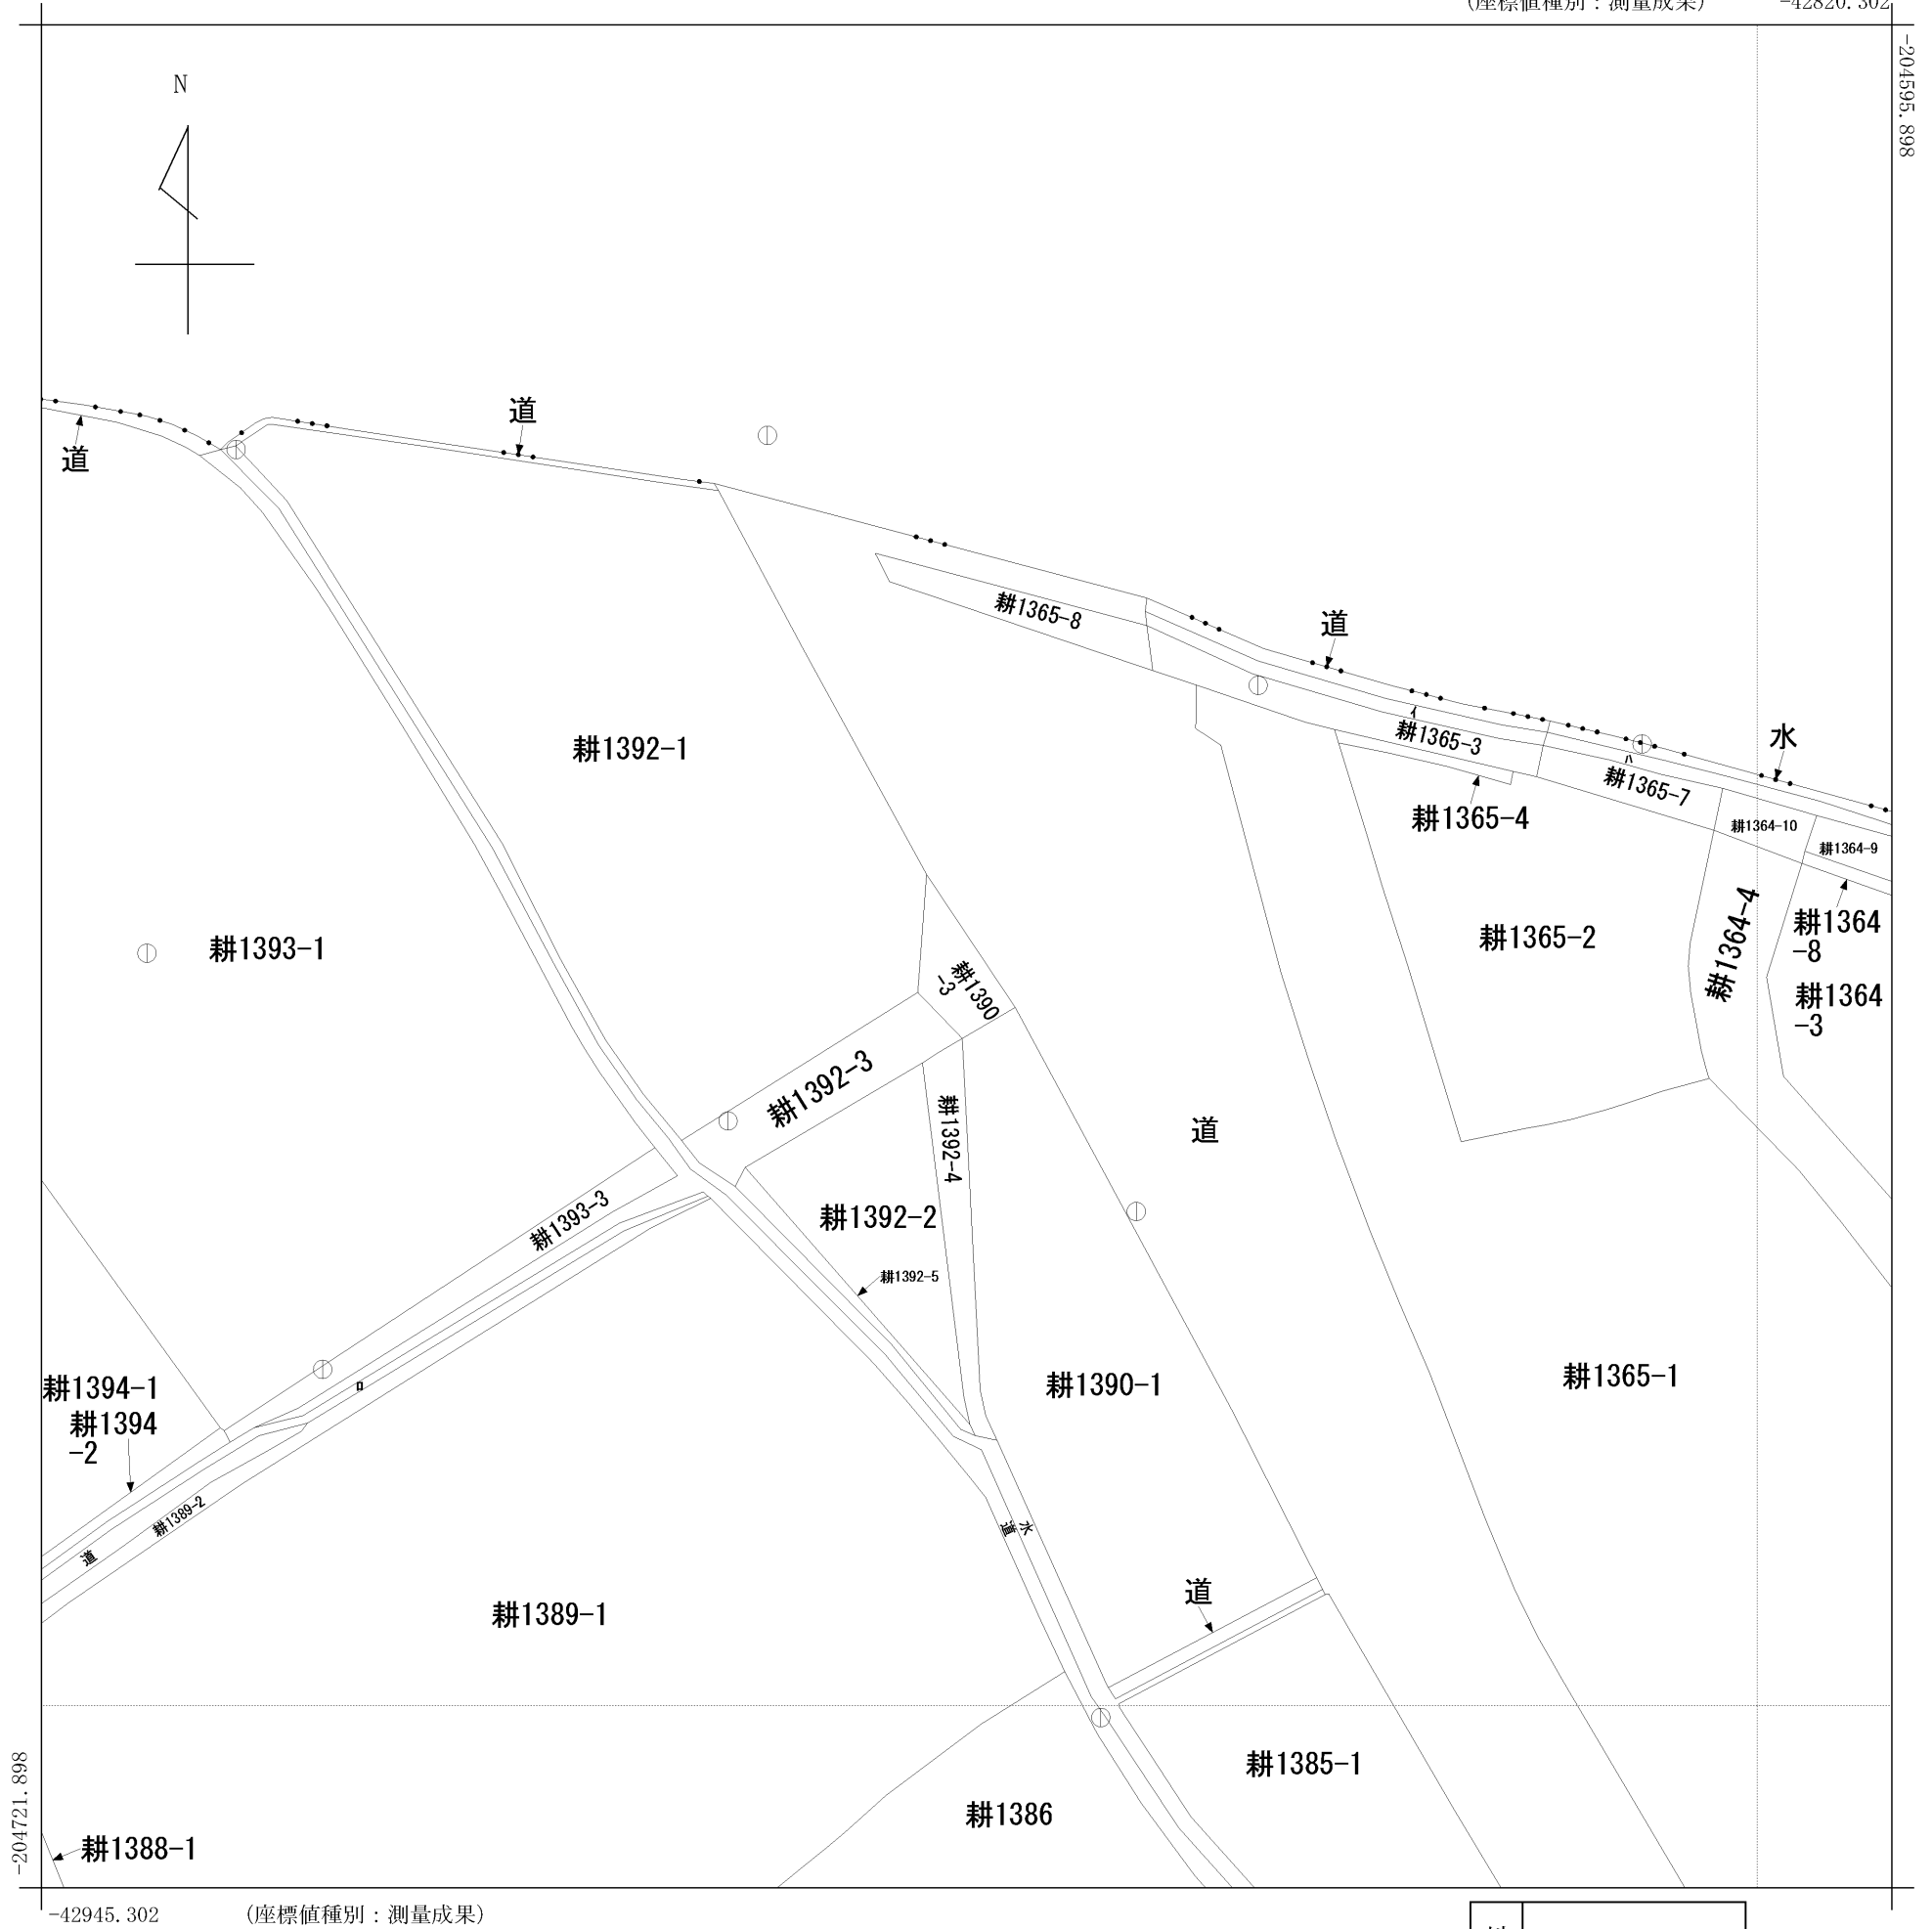 (座標値種別：測量成果)
-42820.302
-204595.898
N
道
道
耕1365-8
道
耕1392-1
イ
耕1365-3
水
ハ
耕1365-7
耕1365-4
耕1364-10
耕1364-9
耕1393-1
耕1365-2
耕1364-4
耕1364
-8
耕1390
-3
耕1364
-3
耕1392-3
耕1392-4
道
耕1393-3
耕1392-2
耕1392-5
耕1390-1
耕1365-1
ロ
耕1394-1
耕1394
-2
耕1389-2
道
水
道
道
耕1389-1
耕1385-1
耕1386
耕1388-1
-204721.898
-42945.302
(座標値種別：測量成果)